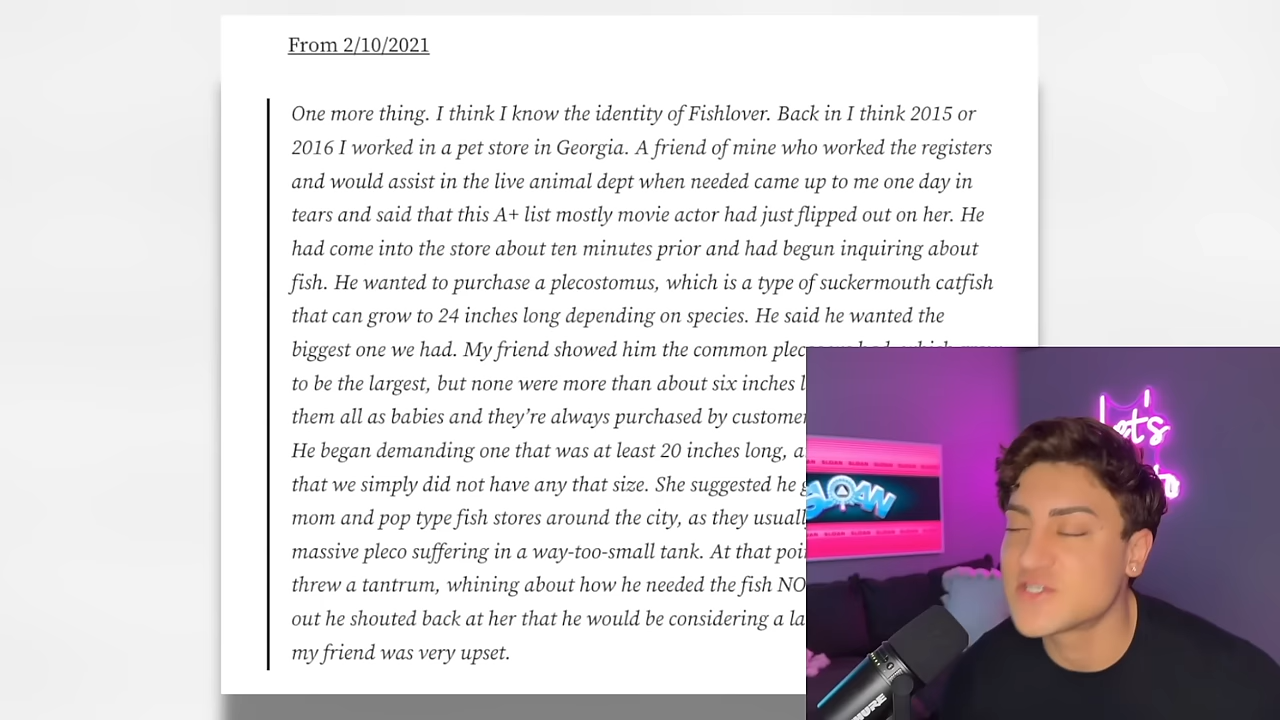 From 2/10/2021
One more thing. I think I know the identity of Fishlover. Back in I think 2015 or
2016 I worked in a pet store in Georgia. A friend of mine who worked the registers
and would assist in the live animal dept when needed came up to me one day in
tears and said that this A+ list mostly movie actor had just flipped out on her. He
had come into the store about ten minutes prior and had begun inquiring about
fish. He wanted to purchase a plecostomus, which is a type of suckermouth catfish
that can grow to 24 inches long depending on species. He said he wanted the
biggest one we had. My friend showed him the common
to be the largest, but none were more than about six inches
them all as babies and they're always purchased by
He began demanding one that was at least 20 inches long,
that we simply did not have any that size. She suggested he
mom and pop type fish stores around the city, as they
massive pleco suffering in a way-too-small tank. At that
threw a tantrum, whining about how he needed the fish
out he shouted back at her that he would be considering a
my friend was very upset.
Let's
SLOAN
SLOAN SLOAN SLOAN SLOAN
SHURE